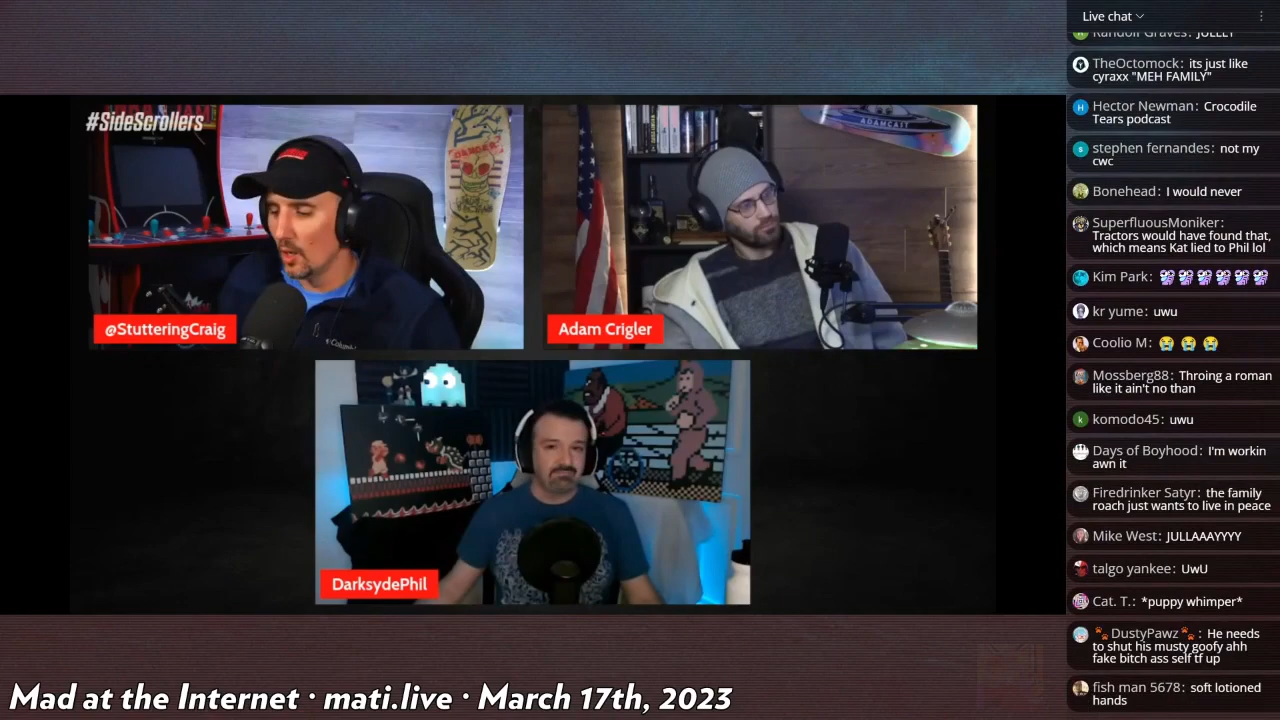 Live chat
Randolf Graves: JULLEY
TheOctomock: its just like
cyraxx "MEH FAMILY"
Hector Newman: Crocodile
Tears podcast
stephen fernandes: not my
cwc
Bonehead: I would never
SuperfluousMoniker:
Tractors would have found that,
which means Kat lied to Phil lol
Kim Park:
kr yume: uwu
Coolio M: 😭 😭 😭
Mossberg88: Throing a roman
like it ain't no than
komodo45: uwu
Days of Boyhood: I'm workin
awn it
Firedrinker Satyr: the family
roach just wants to live in peace
Mike West: JULLAAAYYYY
talgo yankee: UwU
Cat. T.: *puppy whimper*
🐾 DustyPawz 🐾 : He needs
to shut his musty goofy ahh
fake bitch ass self tf up
fish man 5678: soft lotioned
hands
#SideScrollers
@StutteringCraig
ADAMCAIT
Adam Crigler
DarksydePhil
Mad at the Internet · mati.live · March 17th, 2023